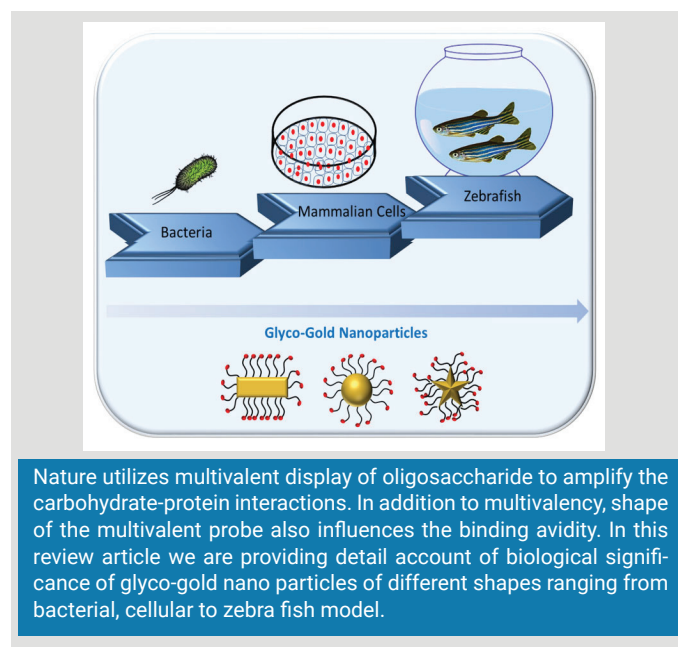 Bacteria
Mammalian Cells
Zebrafish
Glyco-Gold Nanoparticles
Nature utilizes multivalent display of oligosaccharide to amplify the
carbohydrate-protein interactions. In addition to multivalency, shape
of the multivalent probe also influences the binding avidity. In this
review article we are providing detail account of biological signifi-
cance of glyco-gold nano particles of different shapes ranging from
bacterial, cellular to zebra fish model.